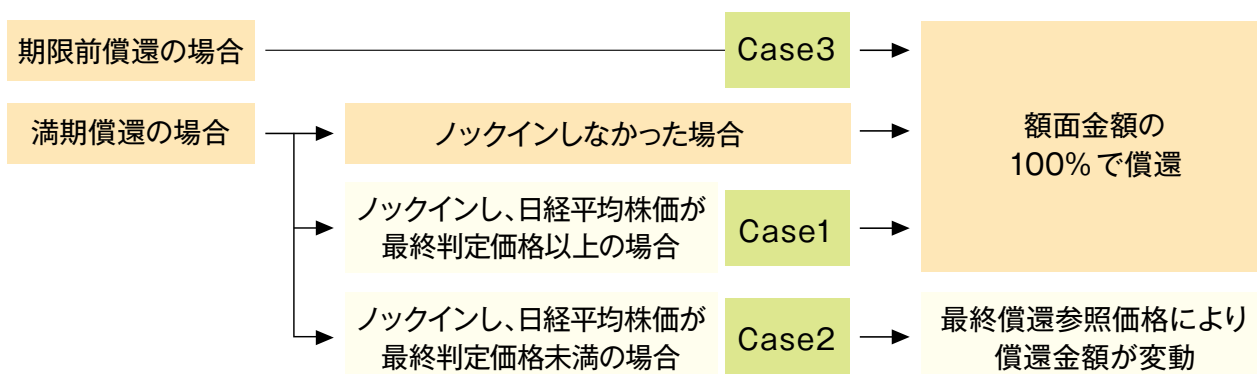 期限前償還の場合
Case3
満期償還の場合
ノックインしなかった場合
額面金額の
100%で償還
ノックインし、日経平均株価が
最終判定価格以上の場合
Case1
ノックインし、日経平均株価が
最終判定価格未満の場合
Case2
最終償還参照価格により
償還金額が変動